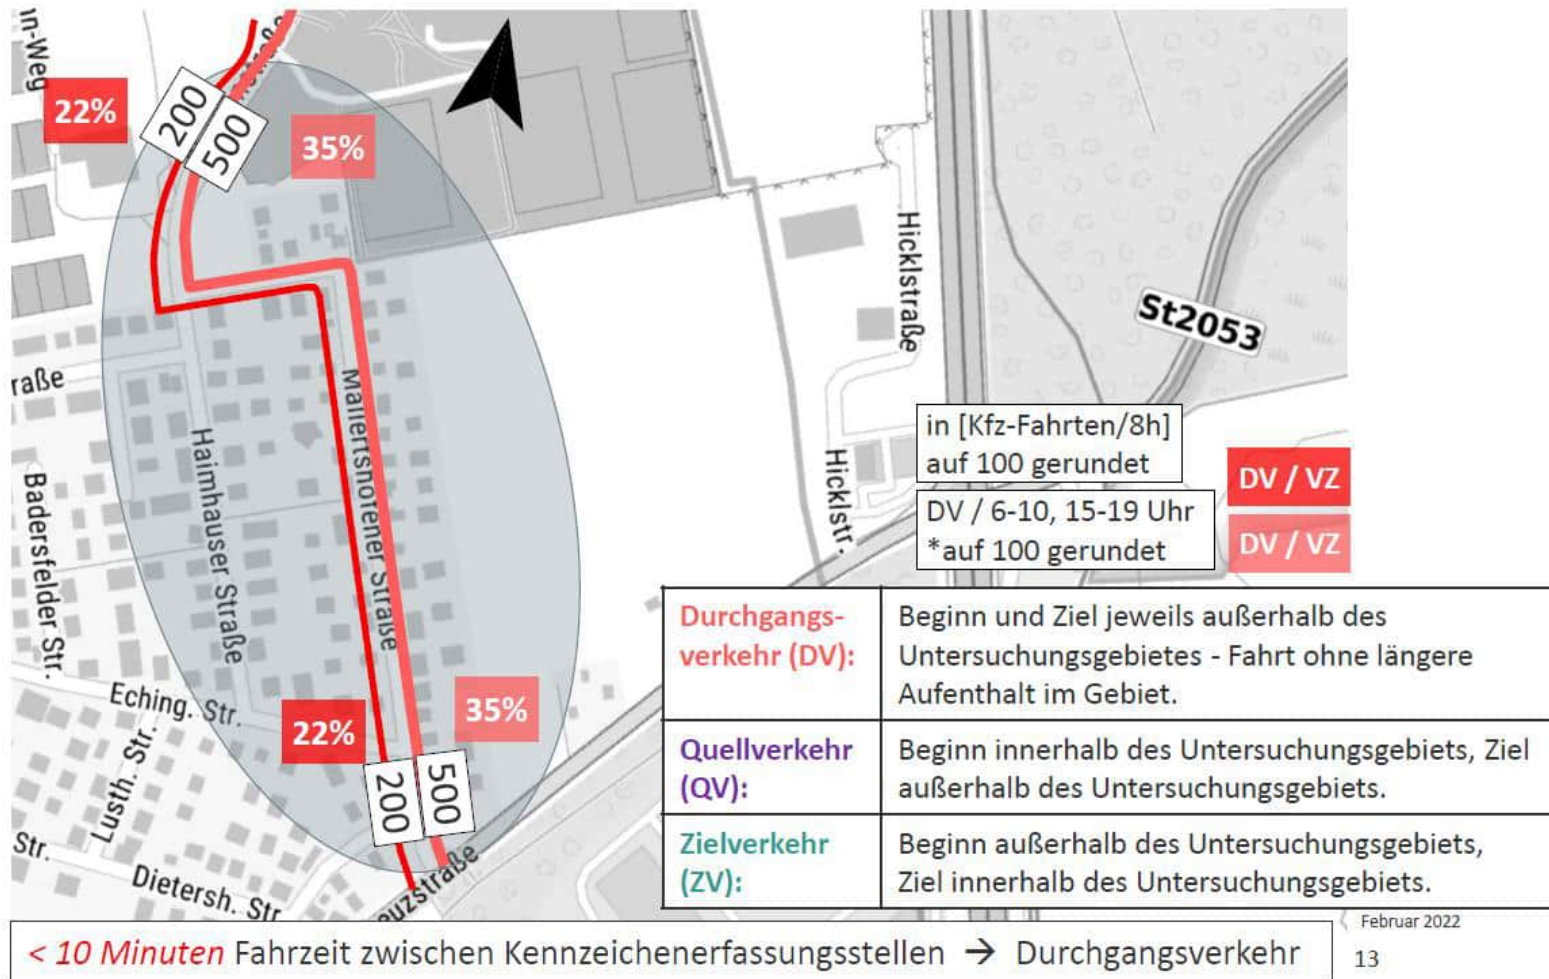 nn-Weg
22%
200
500
35%
Hicklstraße
St2053
raße
Mallertshofener Straße
Haimhauser Straße
Badersfelder Str.
Hicklstr.
in [Kfz-Fahrten/8h]
auf 100 gerundet
DV / VZ
DV / 6-10, 15-19 Uhr
*auf 100 gerundet
DV / VZ
Eching. Str.
Lusth. Str.
22%
35%
200
500
Str.
Dietersh. Str
euzstraße
Durchgangs-
verkehr (DV):
Beginn und Ziel jeweils außerhalb des
Untersuchungsgebietes - Fahrt ohne längere
Aufenthalt im Gebiet.
Quellverkehr
(QV):
Beginn innerhalb des Untersuchungsgebiets, Ziel
außerhalb des Untersuchungsgebiets.
Zielverkehr
(ZV):
Beginn außerhalb des Untersuchungsgebiets,
Ziel innerhalb des Untersuchungsgebiets.
< 10 Minuten Fahrzeit zwischen Kennzeichenerfassungsstellen → Durchgangsverkehr
Februar 2022
13